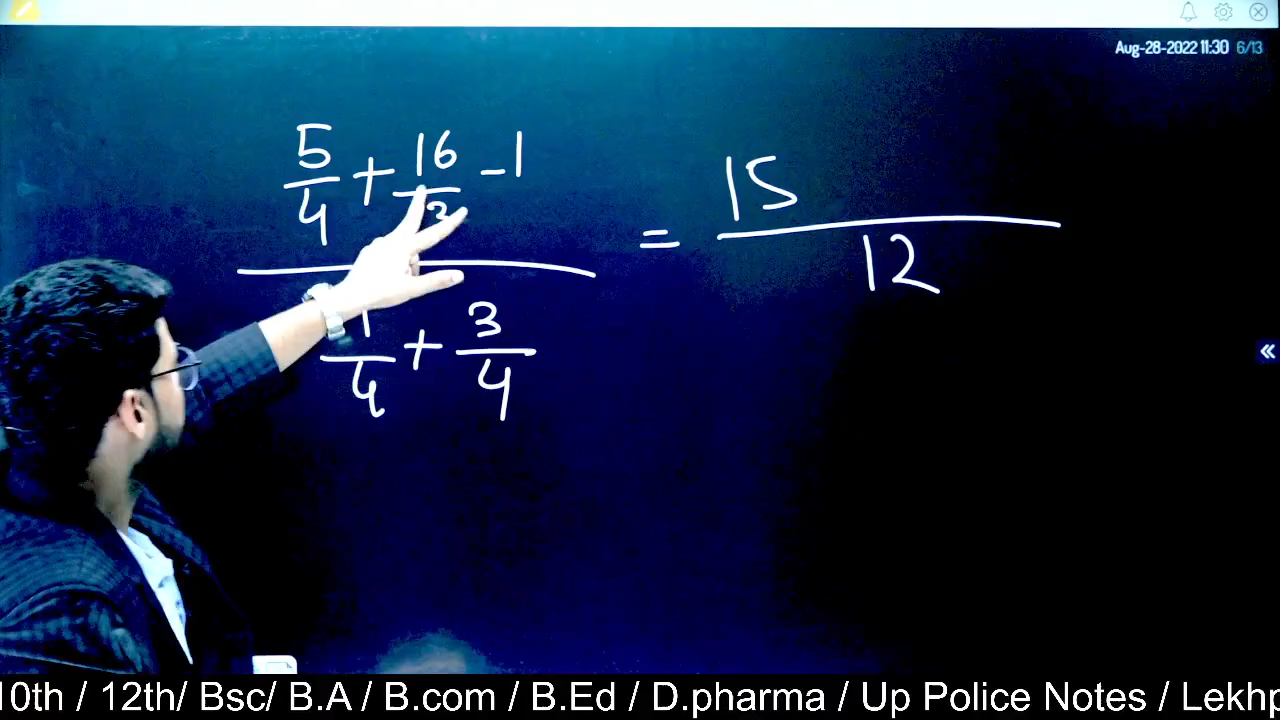 Aug-28-2022 11:30 6/13
5/4 + 16/3 -1 = 15
12
1/4 + 3/4
10th / 12th/ Bsc/ B.A / B.com / B.Ed / D.pharma / Up Police Notes / Lekhp